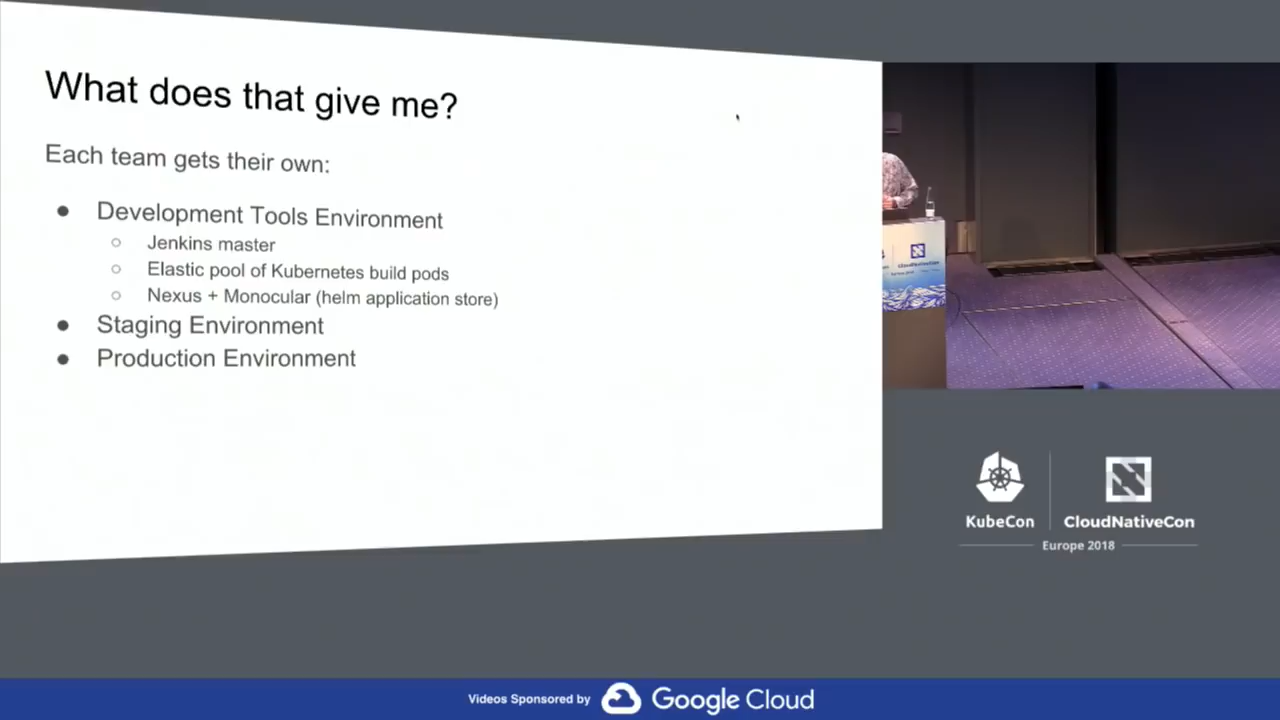 What does that give me?
Each team gets their own:
● Development Tools Environment
○ Jenkins master
○ Elastic pool of Kubernetes build pods
○ Nexus + Monocular (helm application store)
● Staging Environment
● Production Environment
CloudNativeCon
KubeCon
CloudNativeCon
Europe 2018
Videos Sponsored by Google Cloud